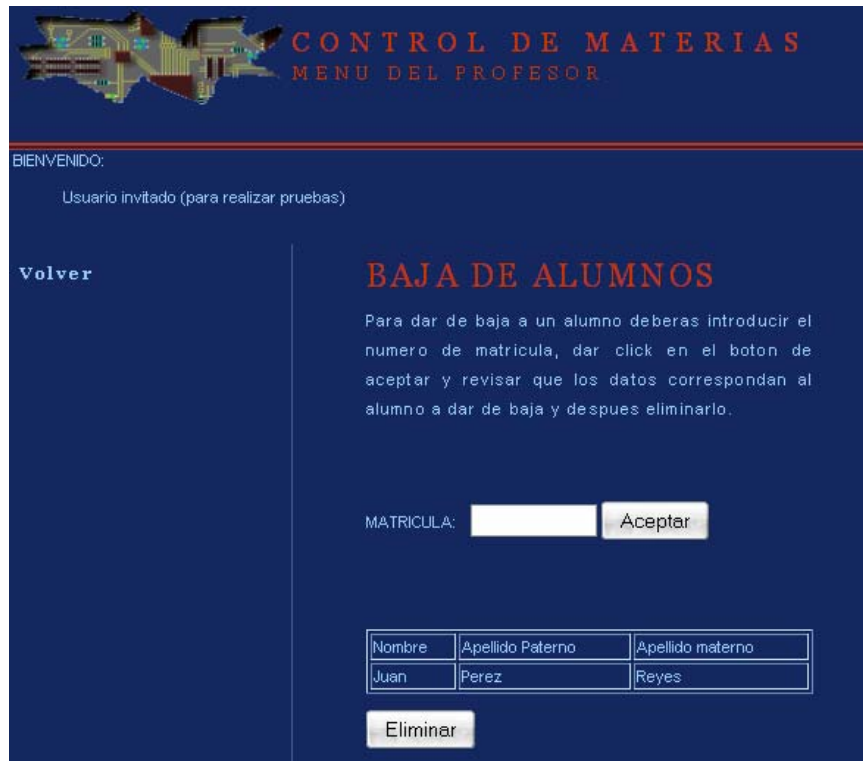 CONTROL DE MATERIAS
MENU DEL PROFESOR
BIENVENIDO:
Usuario invitado (para realizar pruebas)
Volver
BAJA DE ALUMNOS
Para dar de baja a un alumno deberas introducir el
numero de matricula, dar click en el boton de
aceptar y revisar que los datos correspondan al
alumno a dar de baja y despues eliminarlo.
MATRICULA: Aceptar
Nombre Apellido Paterno Apellido materno
Juan Perez Reyes
Eliminar